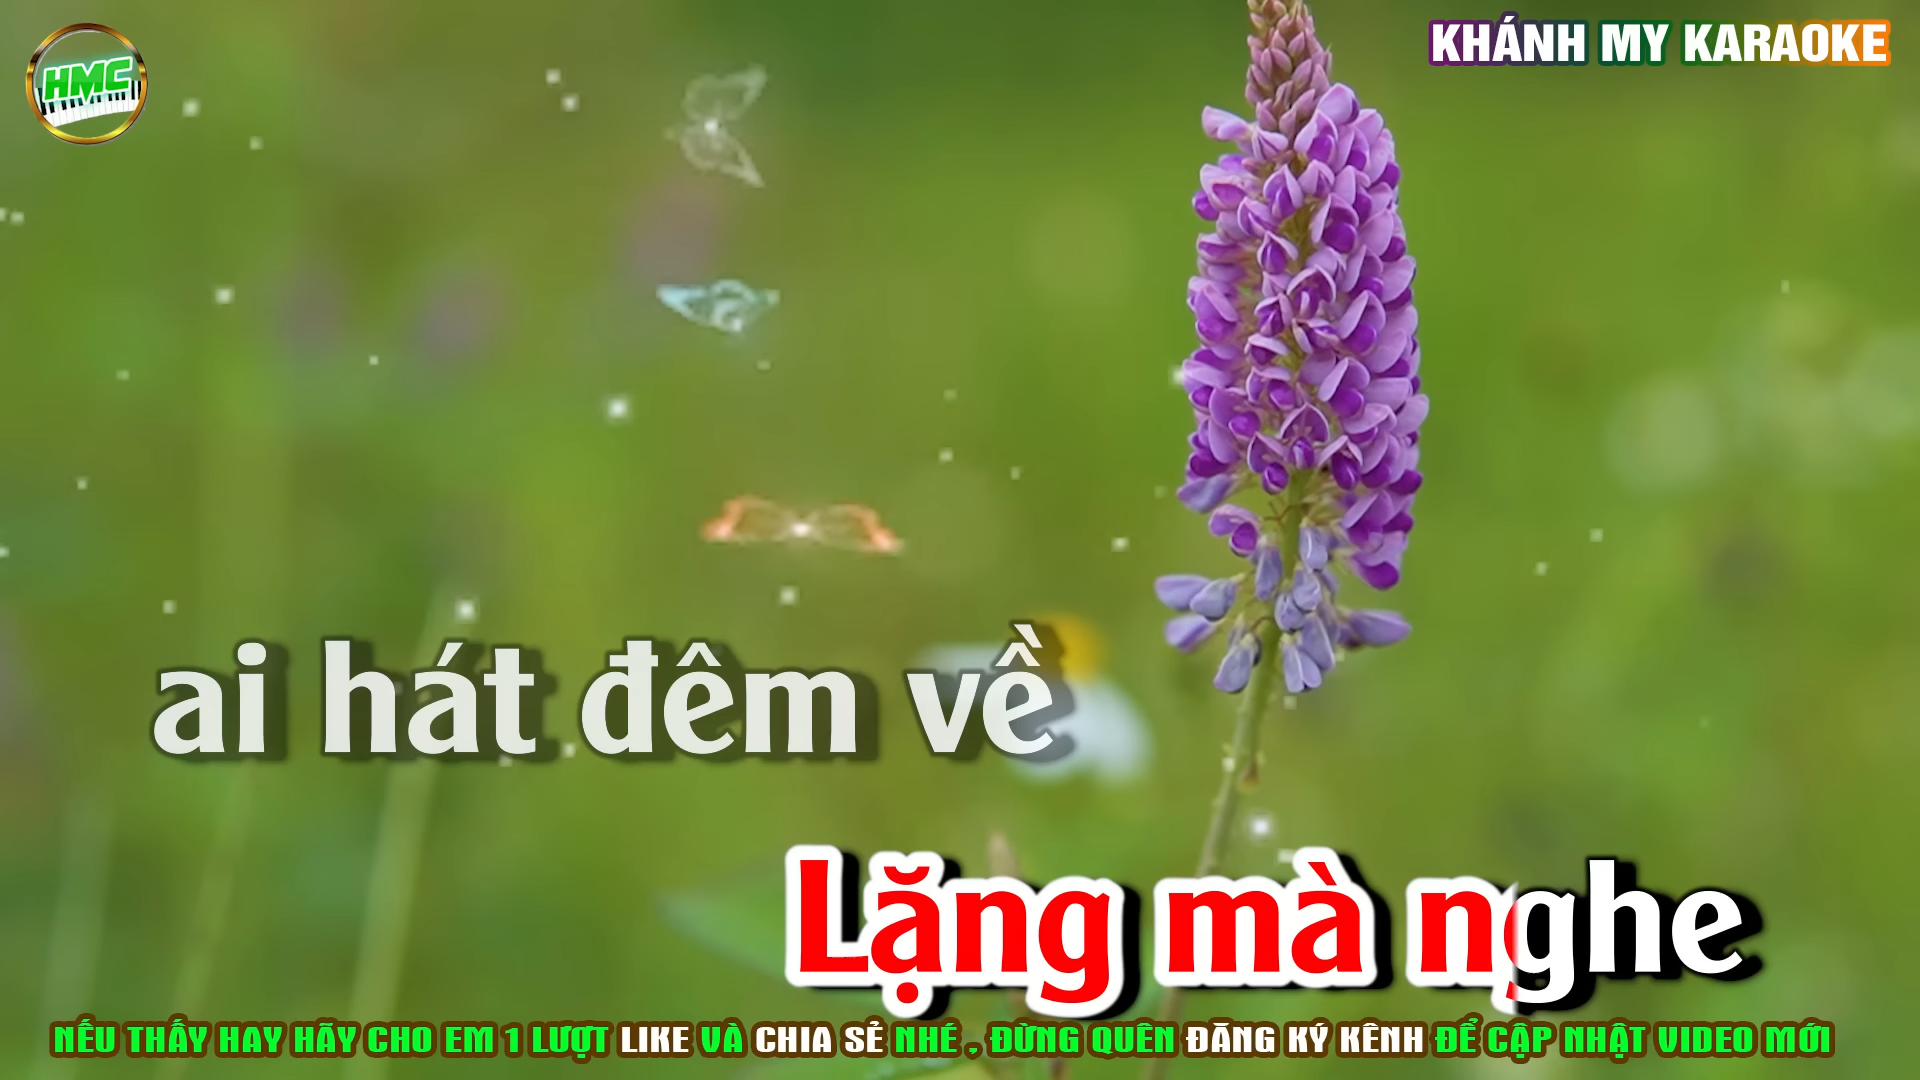 HMC
KHÁNH MY KARAOKE
ai hát đêm về
Lặng mà nghe
NẾU THẤY HAY HÃY CHO EM 1 LƯỢT LIKE VÀ CHIA SẺ NHÉ , ĐỪNG QUÊN ĐĂNG KÝ KÊNH ĐỂ CẬP NHẬT VIDEO MỚI